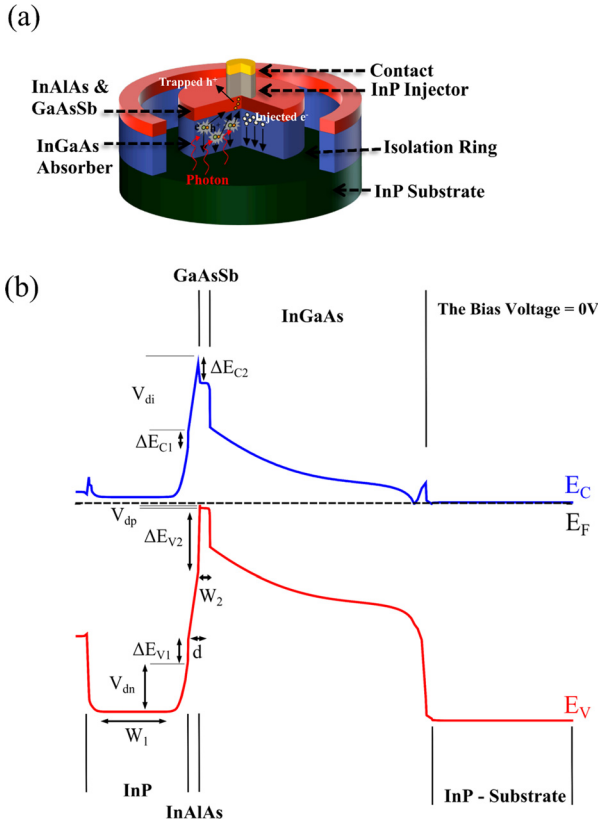 (a)
Contact
InP Injector
Trapped h+
InAlAs &
GaAsSb
Injected e-
InGaAs
Absorber
Isolation Ring
Photon
InP Substrate
(b)
GaAsSb
InGaAs
The Bias Voltage = 0V
ΔEC2
Vdi
ΔEC1
EC
EF
Vdp
ΔEV2
W2
ΔEV1
d
Vdn
EV
W1
InP
InAlAs
InP - Substrate